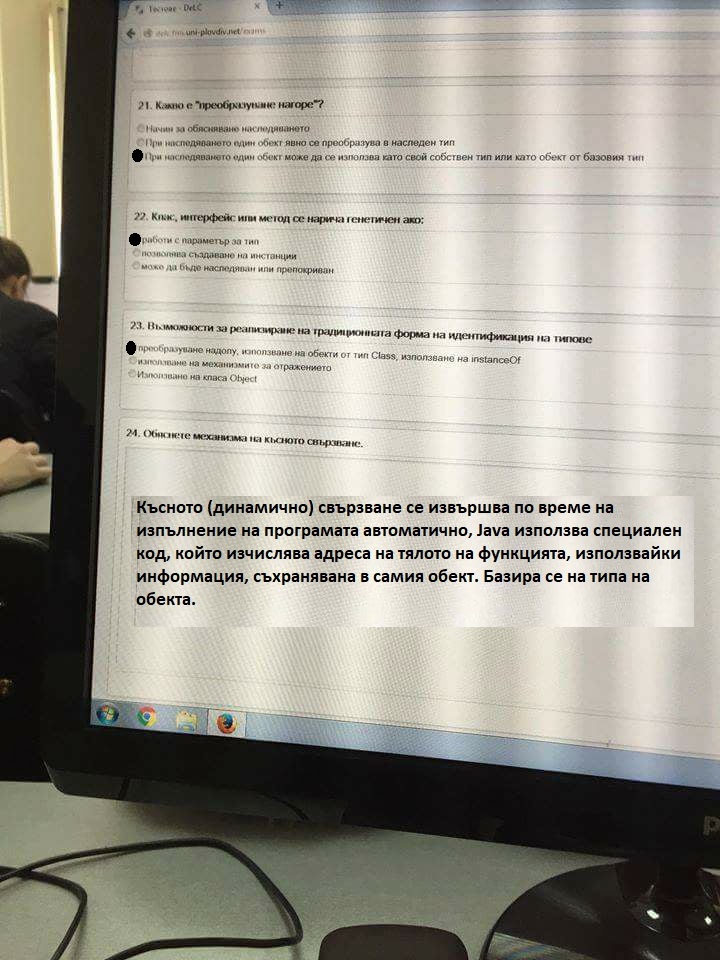 Тестове - DeLC
delc.fmi.uni-plovdiv.net/exams
21. Какво е "преобразуване нагоре"?
Начин за обясняване наследяването
При наследяването един обект явно се преобразува в наследен тип
При наследяването един обект може да се използва като свой собствен тип или като обект от базовия тип
22. Клас, интерфейс или метод се нарича генетичен ако:
работи с параметър за тип
позволява създаване на инстанции
може да бъде наследяван или препокриван
23. Възможности за реализиране на традиционната форма на идентификация на типове
преобразуване надолу, използване на обекти от тип Class, използване на instanceOf
използване на механизмите за отражението
Използване на класа Object
24. Обяснете механизма на късното свързване.
Късното (динамично) свързване се извършва по време на
изпълнение на програмата автоматично, Java използва специален
код, който изчислява адреса на тялото на функцията, използвайки
информация, съхранявана в самия обект. Базира се на типа на
обекта.